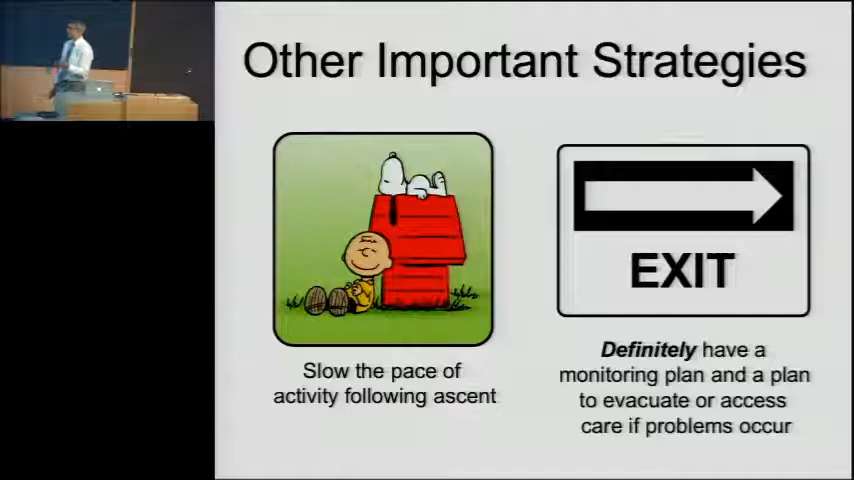 Other Important Strategies
EXIT
Slow the pace of
activity following ascent
Definitely have a
monitoring plan and a plan
to evacuate or access
care if problems occur